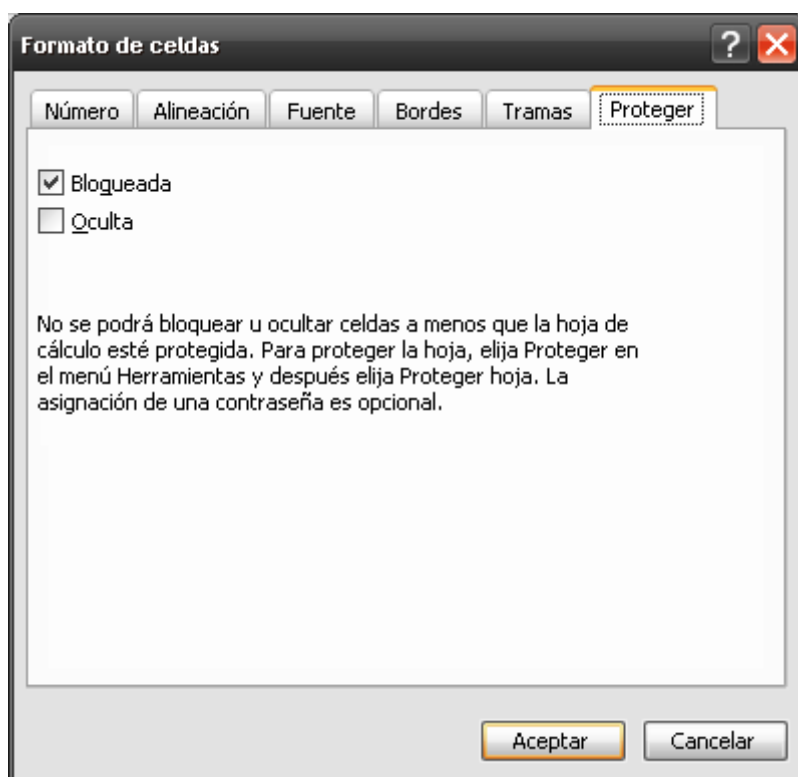 Formato de celdas
Número Alineación Fuente Bordes Tramas Proteger
Bloqueada
Oculta
No se podrá bloquear u ocultar celdas a menos que la hoja de
cálculo esté protegida. Para proteger la hoja, elija Proteger en
el menú Herramientas y después elija Proteger hoja. La
asignación de una contraseña es opcional.
Aceptar Cancelar